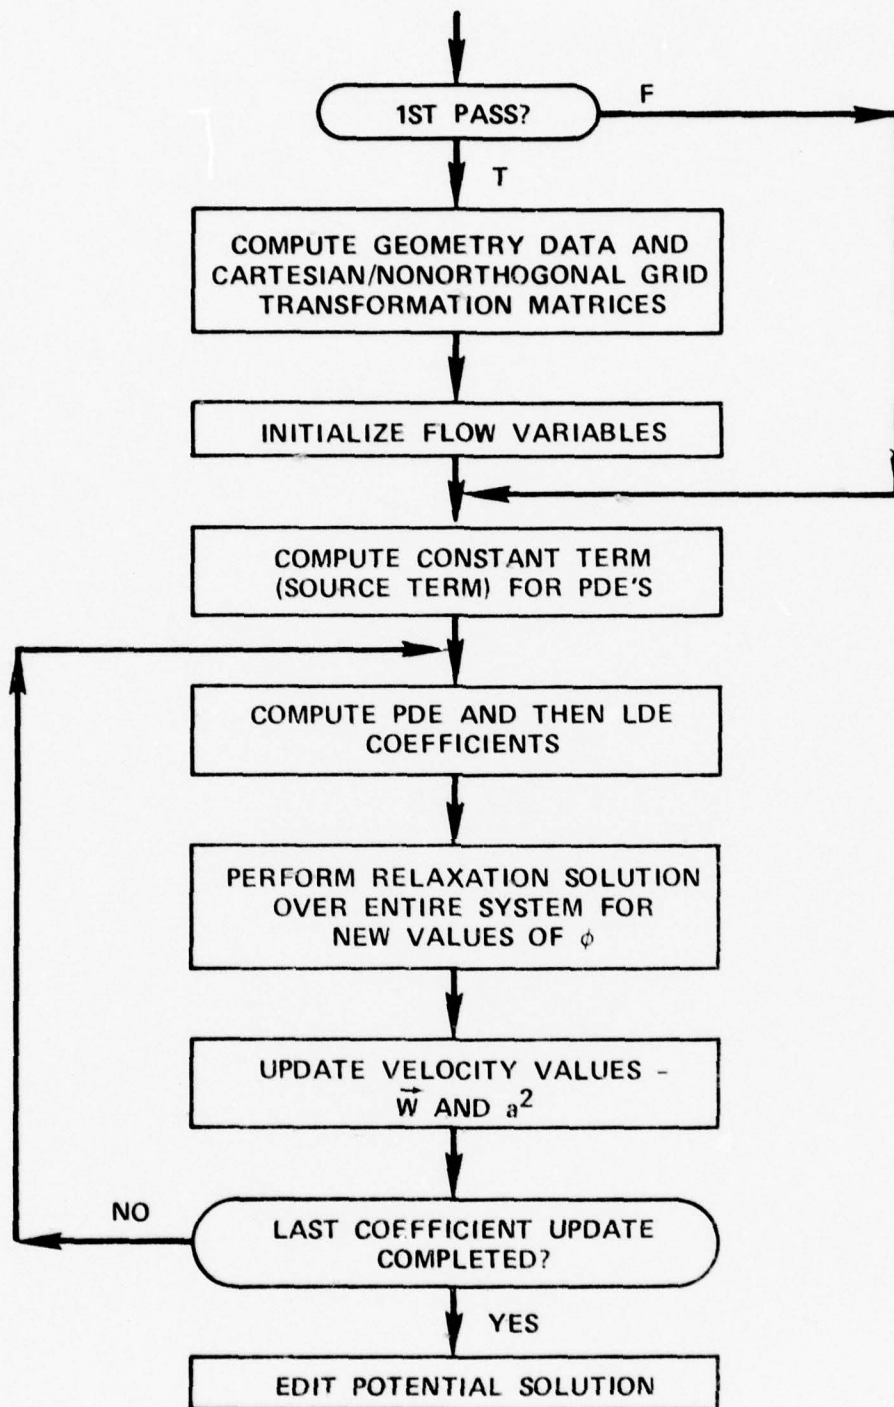 1ST PASS?
F
T
COMPUTE GEOMETRY DATA AND
CARTESIAN/NONORTHOGONAL GRID
TRANSFORMATION MATRICES
INITIALIZE FLOW VARIABLES
COMPUTE CONSTANT TERM
(SOURCE TERM) FOR PDE'S
COMPUTE PDE AND THEN LDE
COEFFICIENTS
PERFORM RELAXATION SOLUTION
OVER ENTIRE SYSTEM FOR
NEW VALUES OF ϕ
UPDATE VELOCITY VALUES -
W⃗ AND a²
NO
LAST COEFFICIENT UPDATE
COMPLETED?
YES
EDIT POTENTIAL SOLUTION